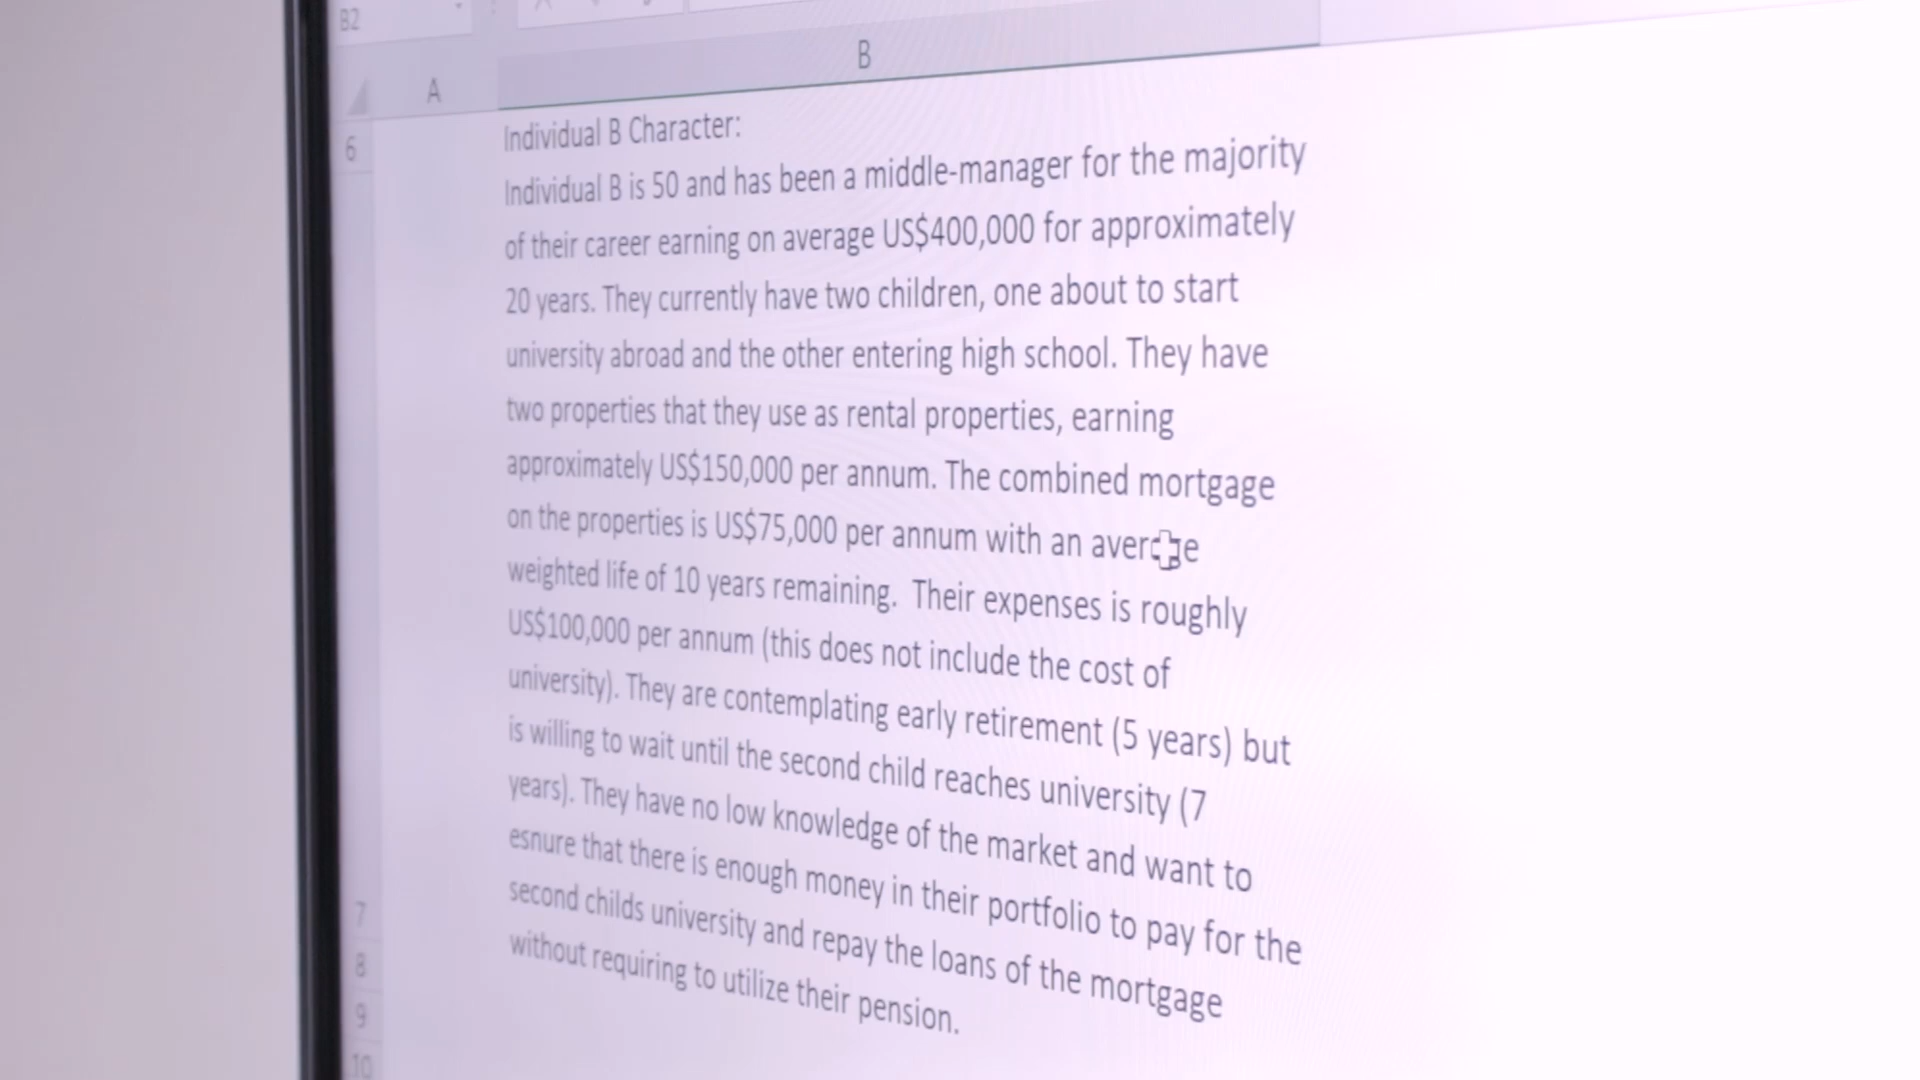 B2
A
B
6
Individual B Character:
Individual B is 50 and has been a middle-manager for the majority
of their career earning on average US$400,000 for approximately
20 years. They currently have two children, one about to start
university abroad and the other entering high school. They have
two properties that they use as rental properties, earning
approximately US$150,000 per annum. The combined mortgage
on the properties is US$75,000 per annum with an average
weighted life of 10 years remaining. Their expenses is roughly
US$100,000 per annum (this does not include the cost of
university). They are contemplating early retirement (5 years) but
is willing to wait until the second child reaches university (7
years). They have no low knowledge of the market and want to
esnure that there is enough money in their portfolio to pay for the
second childs university and repay the loans of the mortgage
without requiring to utilize their pension.
7
8
9
10